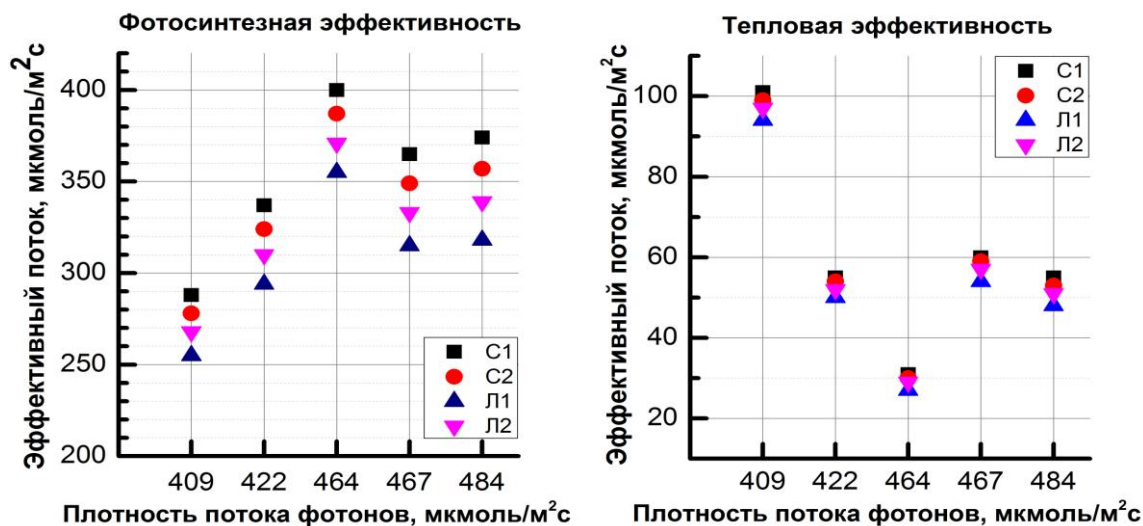 Фотосинтезная эффективность
Эффективный поток, мкмоль/м²с
400
350
300
250
200
С1
С2
Л1
Л2
409 422 464 467 484
Плотность потока фотонов, мкмоль/м²с
Тепловая эффективность
Эффективный поток, мкмоль/м²с
100
80
60
40
20
С1
С2
Л1
Л2
409 422 464 467 484
Плотность потока фотонов, мкмоль/м²с